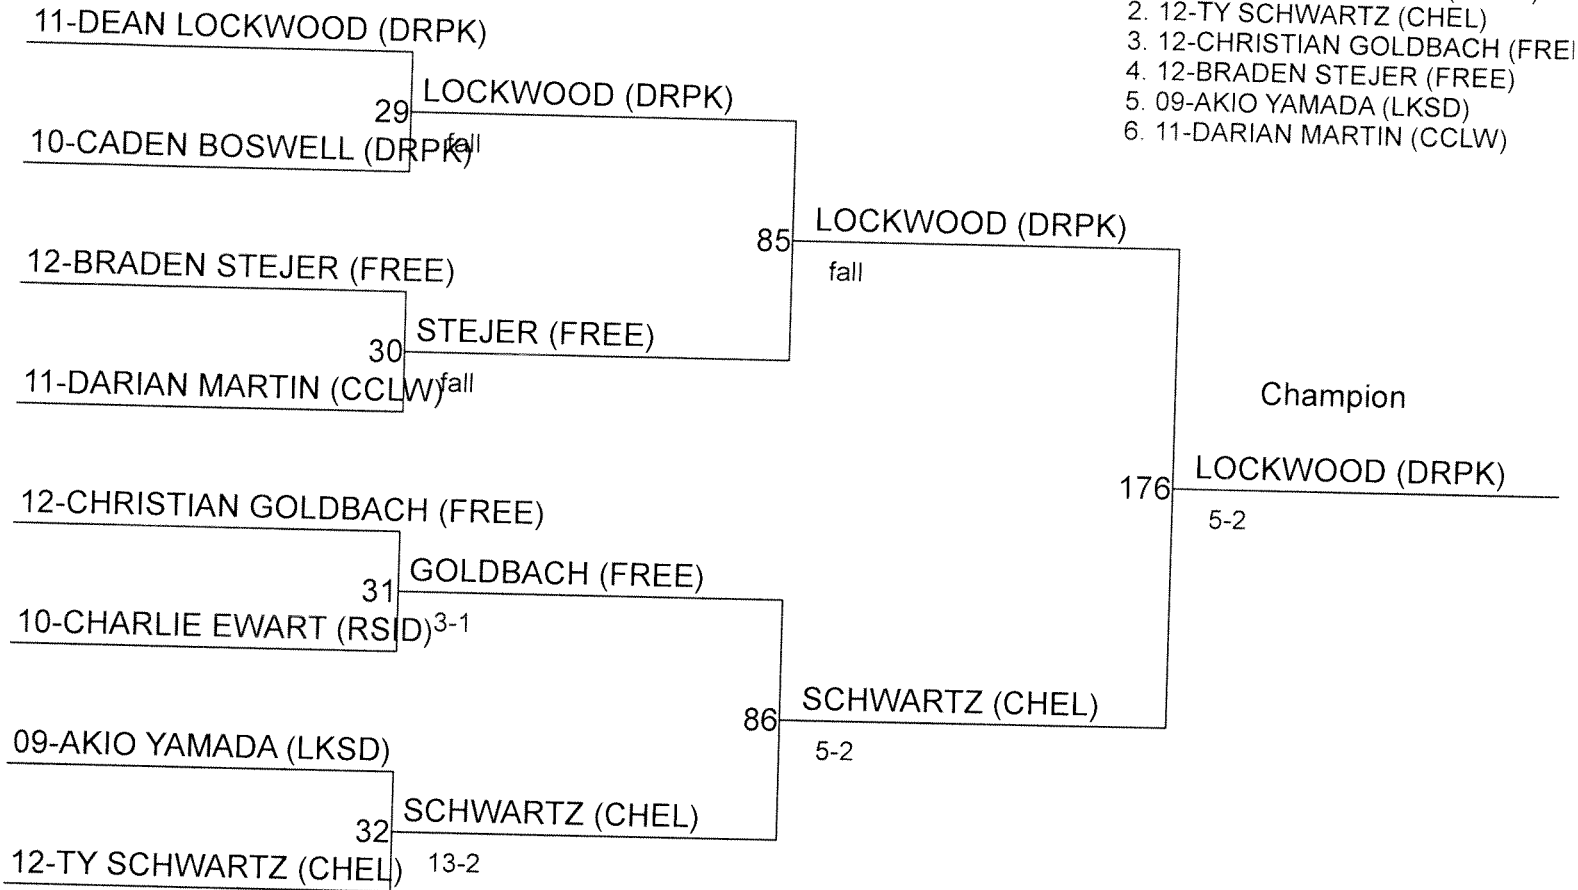 2. 12-TY SCHWARTZ (CHEL)
3. 12-CHRISTIAN GOLDBACH (FRE
4. 12-BRADEN STEJER (FREE)
5. 09-AKIO YAMADA (LKSD)
6. 11-DARIAN MARTIN (CCLW)
11-DEAN LOCKWOOD (DRPK)
29
LOCKWOOD (DRPK)
10-CADEN BOSWELL (DRPK)
fall
85
LOCKWOOD (DRPK)
fall
12-BRADEN STEJER (FREE)
30
STEJER (FREE)
11-DARIAN MARTIN (CCLW)
fall
Champion
176
LOCKWOOD (DRPK)
5-2
12-CHRISTIAN GOLDBACH (FREE)
31
GOLDBACH (FREE)
10-CHARLIE EWART (RSID)
3-1
86
SCHWARTZ (CHEL)
5-2
09-AKIO YAMADA (LKSD)
32
SCHWARTZ (CHEL)
12-TY SCHWARTZ (CHEL)
13-2